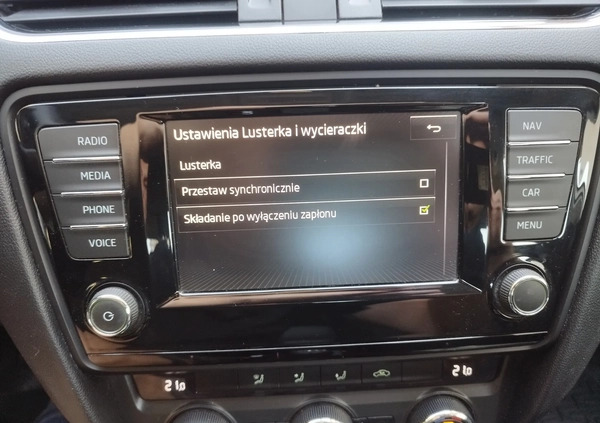 Ustawienia Lusterka i wycieraczki
Lusterka
Przestaw synchronicznie
Składanie po wyłączeniu zapłonu
RADIO
MEDIA
PHONE
VOICE
NAV
TRAFFIC
CAR
MENU
21.0
21.0